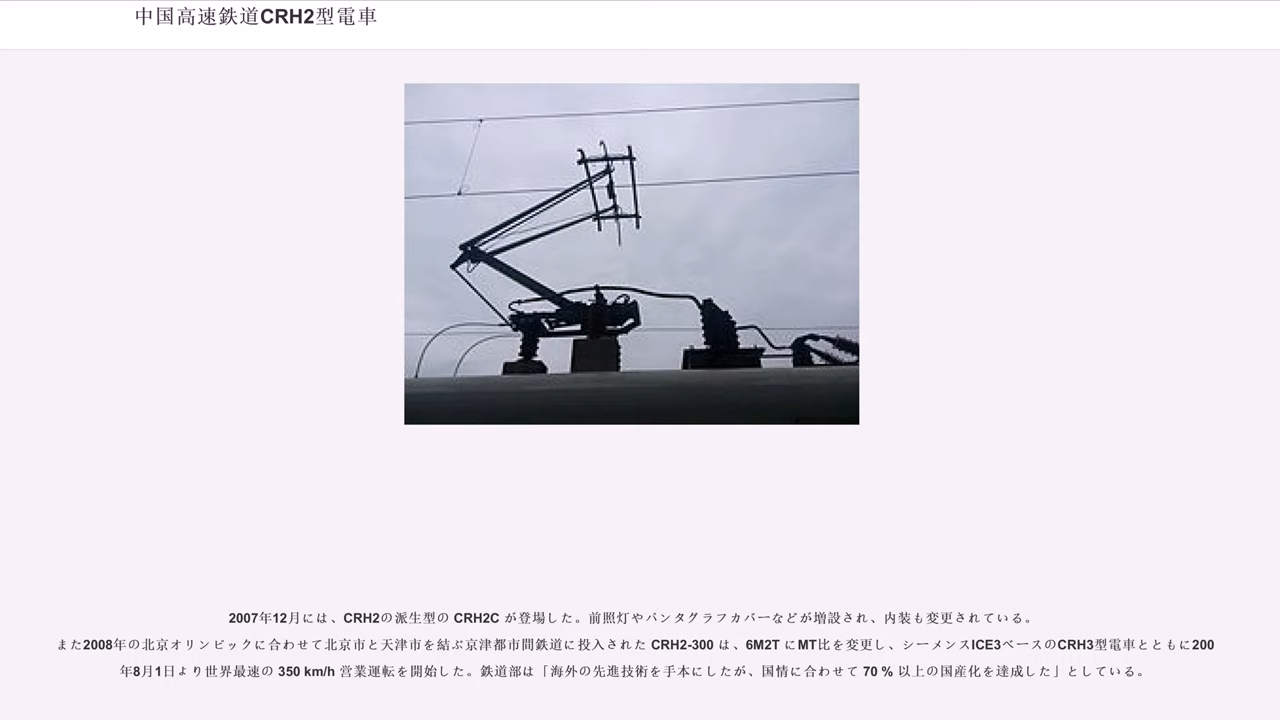 中国高速鉄道CRH2型電車
2007年12月には、CRH2の派生型の CRH2C が登場した。前照灯やパンタグラフカバーなどが増設され、内装も変更されている。
また2008年の北京オリンピックに合わせて北京市と天津市を結ぶ京津都市間鉄道に投入された CRH2-300 は、6M2T にMT比を変更し、シーメンスICE3ベースのCRH3型電車とともに200
年8月1日より世界最速の 350 km/h 営業運転を開始した。鉄道部は「海外の先進技術を手本にしたが、国情に合わせて 70 % 以上の国産化を達成した」としている。